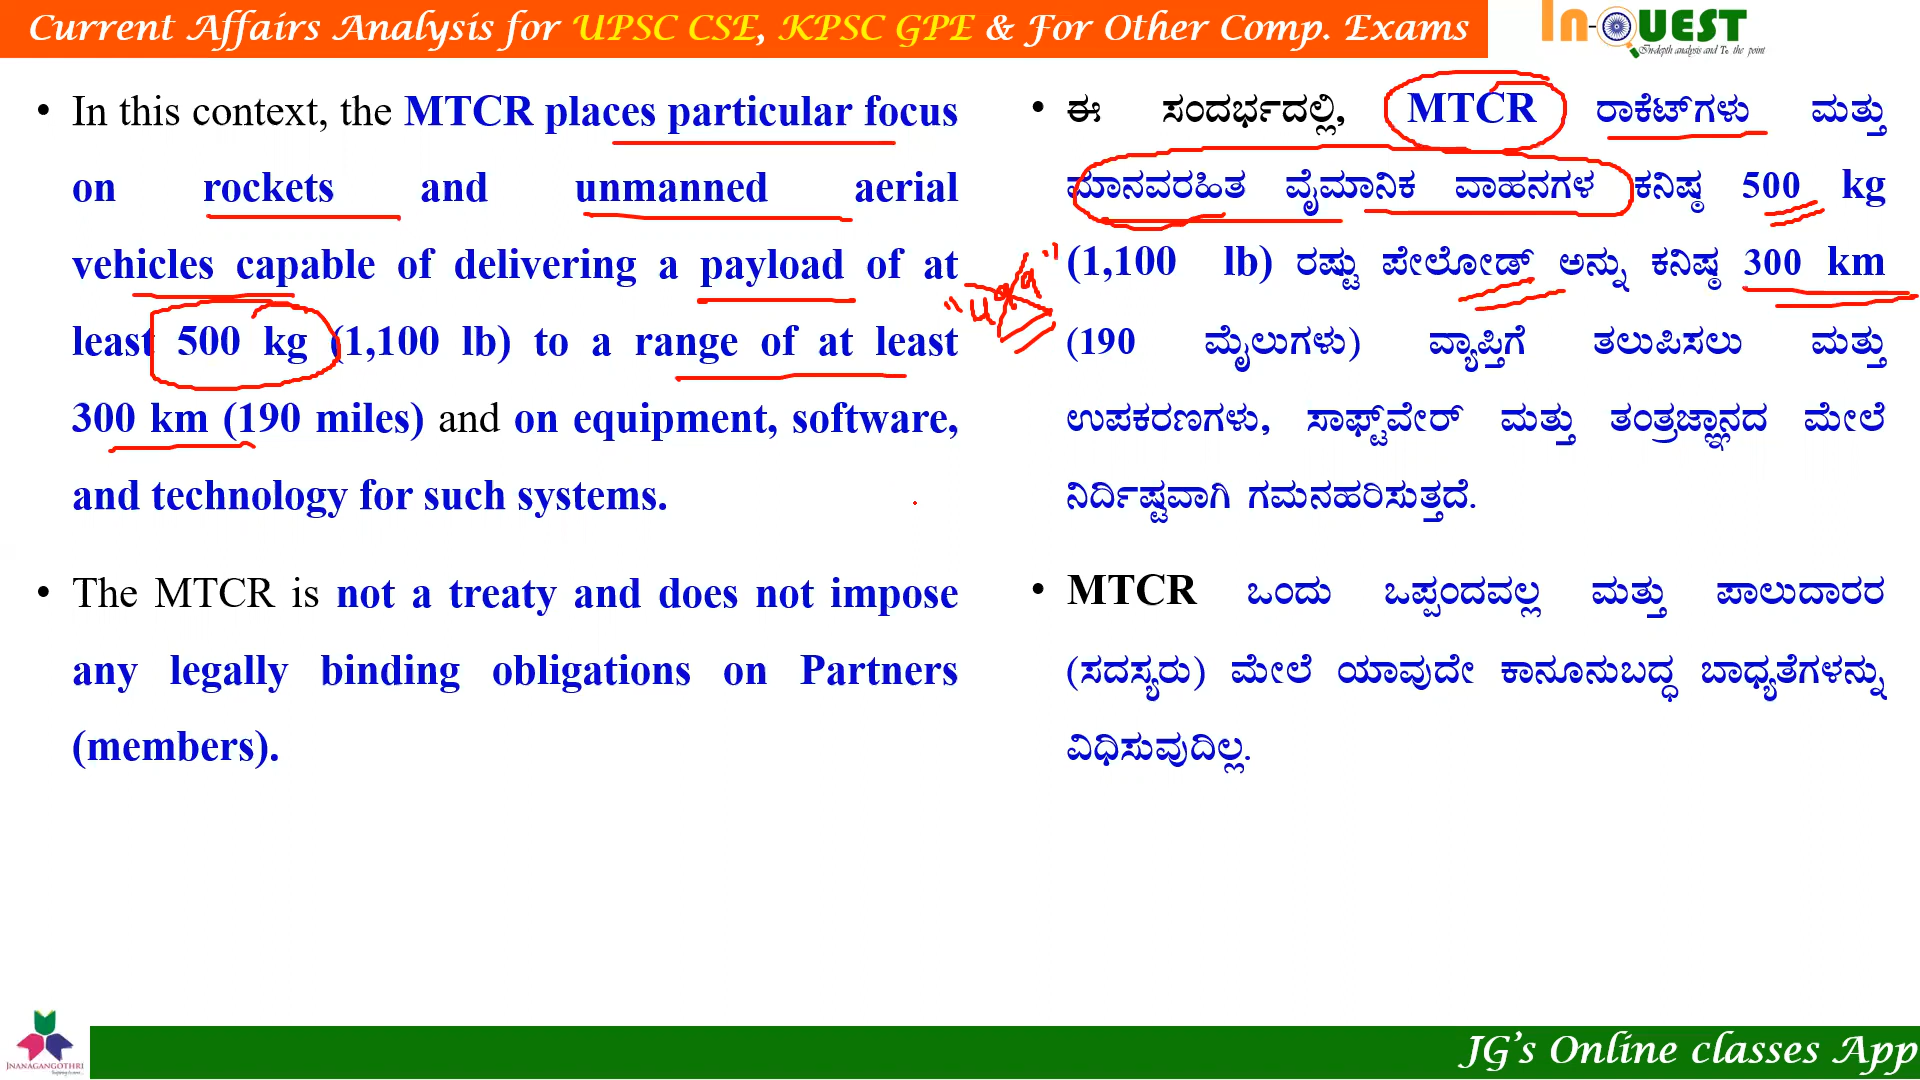 Current Affairs Analysis for UPSC CSE, KPSC GPE & For Other Comp. Exams
In-QUEST
In-depth analysis and To the point
• In this context, the MTCR places particular focus
on rockets and unmanned aerial
vehicles capable of delivering a payload of at
least 500 kg (1,100 lb) to a range of at least
300 km (190 miles) and on equipment, software,
and technology for such systems.
• The MTCR is not a treaty and does not impose
any legally binding obligations on Partners
(members).
• ಈ ಸಂದರ್ಭದಲ್ಲಿ, MTCR ರಾಕೆಟ್‌ಗಳು ಮತ್ತು
ಮಾನವರಹಿತ ವೈಮಾನಿಕ ವಾಹನಗಳ ಕನಿಷ್ಠ 500 kg
(1,100 lb) ರಷ್ಟು ಪೇಲೋಡ್ ಅನ್ನು ಕನಿಷ್ಠ 300 km
(190 ಮೈಲುಗಳು) ವ್ಯಾಪ್ತಿಗೆ ತಲುಪಿಸಲು ಮತ್ತು
ಉಪಕರಣಗಳು, ಸಾಫ್ಟ್‌ವೇರ್ ಮತ್ತು ತಂತ್ರಜ್ಞಾನದ ಮೇಲೆ
ನಿರ್ದಿಷ್ಟವಾಗಿ ಗಮನಹರಿಸುತ್ತದೆ.
• MTCR ಒಂದು ಒಪ್ಪಂದವಲ್ಲ ಮತ್ತು ಪಾಲುದಾರರ
(ಸದಸ್ಯರು) ಮೇಲೆ ಯಾವುದೇ ಕಾನೂನುಬದ್ಧ ಬಾಧ್ಯತೆಗಳನ್ನು
ವಿಧಿಸುವುದಿಲ್ಲ.
JNANAGANGOTHRI
JG's Online classes App